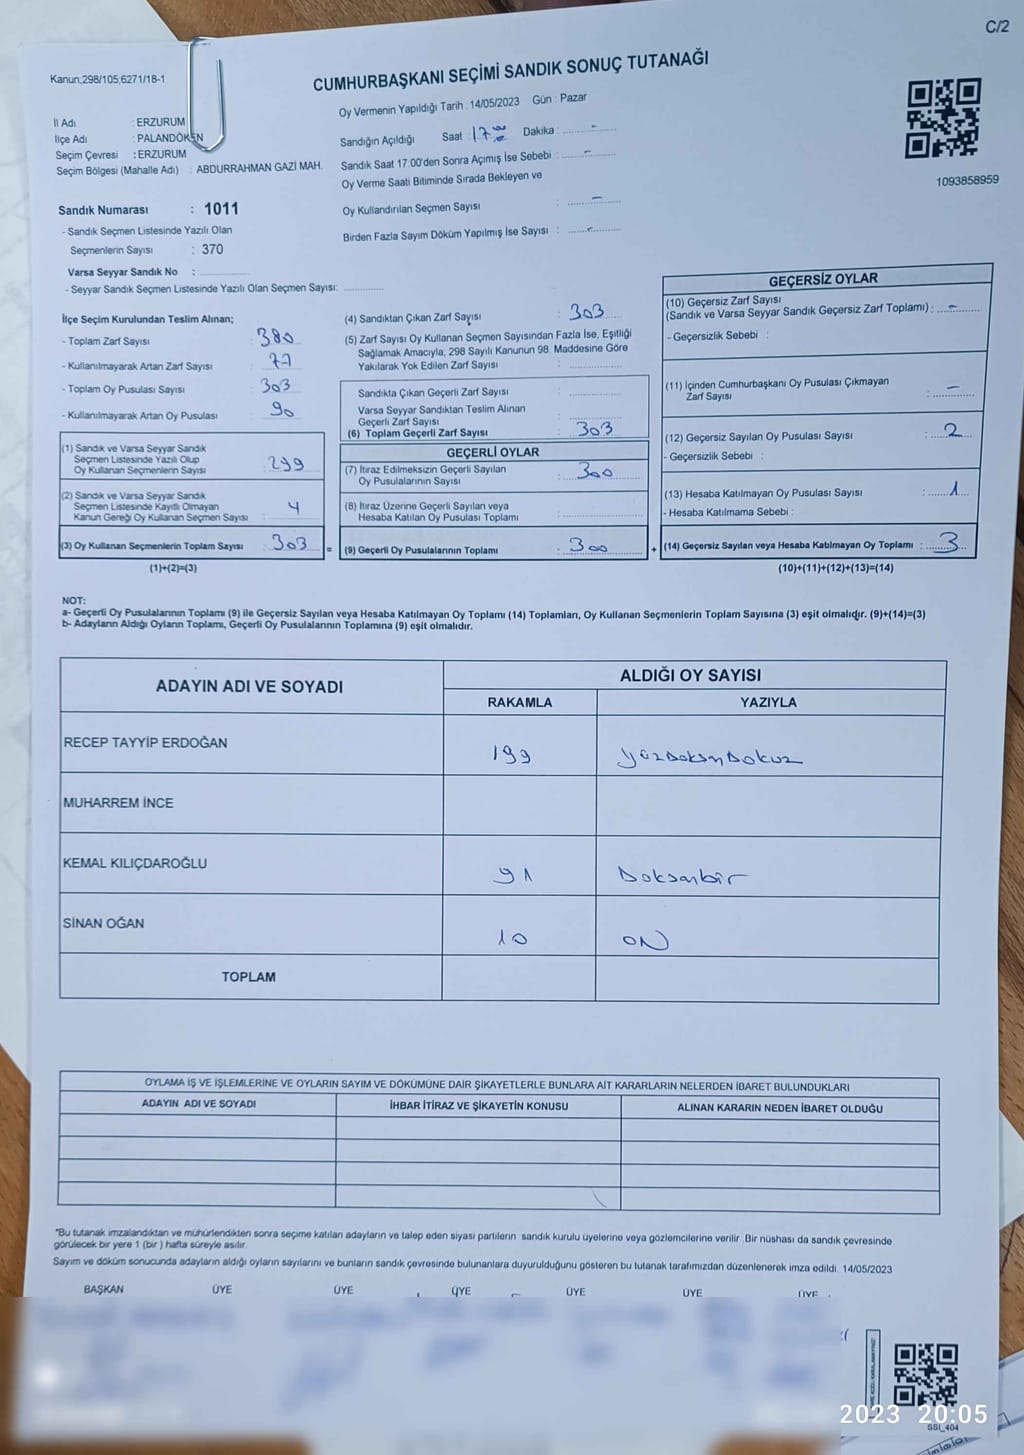 C/2
Kanun,298/105;6271/18-1
CUMHURBAŞKANI SEÇİMİ SANDIK SONUÇ TUTANAĞI
Oy Vermenin Yapıldığı Tarih : 14/05/2023 Gün : Pazar
İl Adı : ERZURUM
İlçe Adı : PALANDÖKEN
Seçim Çevresi : ERZURUM
Seçim Bölgesi (Mahalle Adı) : ABDURRAHMAN GAZİ MAH.
Sandığın Açıldığı Saat 17:00 Dakika : -
Sandık Saat 17:00'den Sonra Açımış İse Sebebi : -
Oy Verme Saati Bitiminde Sırada Bekleyen ve
Oy Kullandırılan Seçmen Sayısı : -
Birden Fazla Sayım Döküm Yapılmış İse Sayısı : -
1093858959
Sandık Numarası : 1011
- Sandık Seçmen Listesinde Yazılı Olan
Seçmenlerin Sayısı : 370
Varsa Seyyar Sandık No :
- Seyyar Sandık Seçmen Listesinde Yazılı Olan Seçmen Sayısı:
İlçe Seçim Kurulundan Teslim Alınan;
- Toplam Zarf Sayısı : 380
- Kullanılmayarak Artan Zarf Sayısı : 77
- Toplam Oy Pusulası Sayısı : 303
- Kullanılmayarak Artan Oy Pusulası : 90
(1) Sandık ve Varsa Seyyar Sandık
Seçmen Listesinde Yazılı Olup
Oy Kullanan Seçmenlerin Sayısı : 299
(2) Sandık ve Varsa Seyyar Sandık
Seçmen Listesinde Kayıtlı Olmayan
Kanun Gereği Oy Kullanan Seçmen Sayısı : 4
(3) Oy Kullanan Seçmenlerin Toplam Sayısı : 303 =
(1)+(2)=(3)
(4) Sandıktan Çıkan Zarf Sayısı : 303
(5) Zarf Sayısı Oy Kullanan Seçmen Sayısından Fazla İse, Eşitliği
Sağlamak Amacıyla; 298 Sayılı Kanunun 98. Maddesine Göre
Yakılarak Yok Edilen Zarf Sayısı :
Sandıkta Çıkan Geçerli Zarf Sayısı :
Varsa Seyyar Sandıktan Teslim Alınan
Geçerli Zarf Sayısı :
(6) Toplam Geçerli Zarf Sayısı : 303
GEÇERLİ OYLAR
(7) İtiraz Edilmeksizin Geçerli Sayılan
Oy Pusulalarının Sayısı : 300
(8) İtiraz Üzerine Geçerli Sayılan veya
Hesaba Katılan Oy Pusulası Toplamı :
(9) Geçerli Oy Pusulalarının Toplamı : 300 +
GEÇERSİZ OYLAR
(10) Geçersiz Zarf Sayısı
(Sandık ve Varsa Seyyar Sandık Geçersiz Zarf Toplamı) : -
- Geçersizlik Sebebi :
(11) İçinden Cumhurbaşkanı Oy Pusulası Çıkmayan
Zarf Sayısı : -
(12) Geçersiz Sayılan Oy Pusulası Sayısı : 2
- Geçersizlik Sebebi :
(13) Hesaba Katılmayan Oy Pusulası Sayısı : 1
- Hesaba Katılmama Sebebi :
(14) Geçersiz Sayılan veya Hesaba Katılmayan Oy Toplamı : 3
(10)+(11)+(12)+(13)=(14)
NOT:
a- Geçerli Oy Pusulalarının Toplamı (9) ile Geçersiz Sayılan veya Hesaba Katılmayan Oy Toplamı (14) Toplamları, Oy Kullanan Seçmenlerin Toplam Sayısına (3) eşit olmalıdır. (9)+(14)=(3)
b- Adayların Aldığı Oyların Toplamı, Geçerli Oy Pusulalarının Toplamına (9) eşit olmalıdır.
ADAYIN ADI VE SOYADI
ALDIĞI OY SAYISI
RAKAMLA YAZIYLA
RECEP TAYYİP ERDOĞAN 199 yüzDoksanDokuz
MUHARREM İNCE
KEMAL KILIÇDAROĞLU 91 Doksanbir
SİNAN OĞAN 10 ON
TOPLAM
OYLAMA İŞ VE İŞLEMLERİNE VE OYLARIN SAYIM VE DÖKÜMÜNE DAİR ŞİKAYETLERLE BUNLARA AİT KARARLARIN NELERDEN İBARET BULUNDUKLARI
ADAYIN ADI VE SOYADI İHBAR İTİRAZ VE ŞİKAYETİN KONUSU ALINAN KARARIN NEDEN İBARET OLDUĞU
*Bu tutanak imzalandıktan ve mühürlendikten sonra seçime katılan adayların ve talep eden siyasi partilerin sandık kurulu üyelerine veya gözlemcilerine verilir. Bir nüshası da sandık çevresinde
görülecek bir yere 1 (bir) hafta süreyle asılır.
Sayım ve döküm sonucunda adayların aldığı oyların sayılarını ve bunların sandık çevresinde bulunanlara duyurulduğunu gösteren bu tutanak tarafımızdan düzenlenerek imza edildi. 14/05/2023
BAŞKAN ÜYE ÜYE ÜYE ÜYE ÜYE ÜYE
2023 20:05
SSI_404